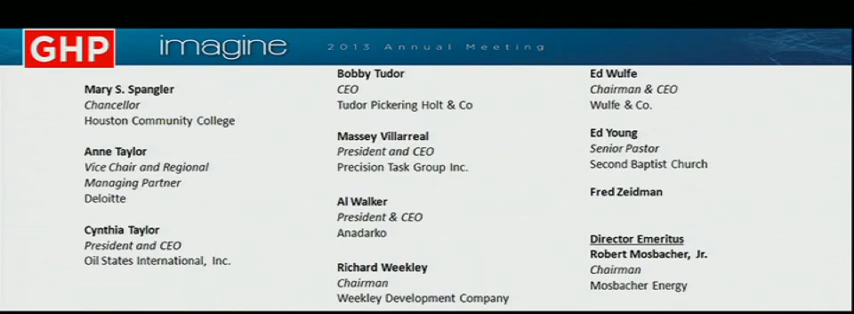 GHP
imagine
2013 Annual Meeting
Mary S. Spangler
Chancellor
Houston Community College
Anne Taylor
Vice Chair and Regional
Managing Partner
Deloitte
Cynthia Taylor
President and CEO
Oil States International, Inc.
Bobby Tudor
CEO
Tudor Pickering Holt & Co
Massey Villarreal
President and CEO
Precision Task Group Inc.
Al Walker
President & CEO
Anadarko
Richard Weekley
Chairman
Weekley Development Company
Ed Wulfe
Chairman & CEO
Wulfe & Co.
Ed Young
Senior Pastor
Second Baptist Church
Fred Zeidman
Director Emeritus
Robert Mosbacher, Jr.
Chairman
Mosbacher Energy